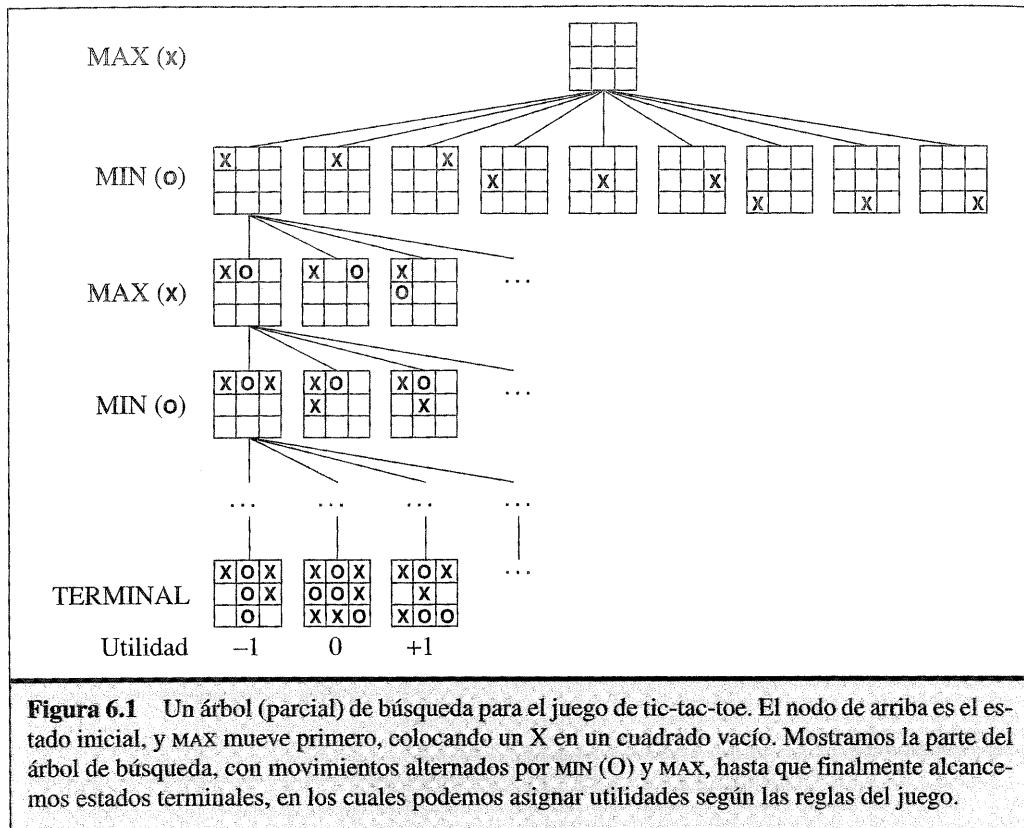 MAX (X)
X X X
MIN (O) X X X
X X X
X O X O X
MAX (X) O ...
X O X X O X O
MIN (O) X X ...
... ... ... ...
X O X X O X X O X ...
TERMINAL O X O O X X
O X X O X O O
Utilidad –1 0 +1
Figura 6.1 Un árbol (parcial) de búsqueda para el juego de tic-tac-toe. El nodo de arriba es el es-
tado inicial, y MAX mueve primero, colocando un X en un cuadrado vacío. Mostramos la parte del
árbol de búsqueda, con movimientos alternados por MIN (O) y MAX, hasta que finalmente alcance-
mos estados terminales, en los cuales podemos asignar utilidades según las reglas del juego.